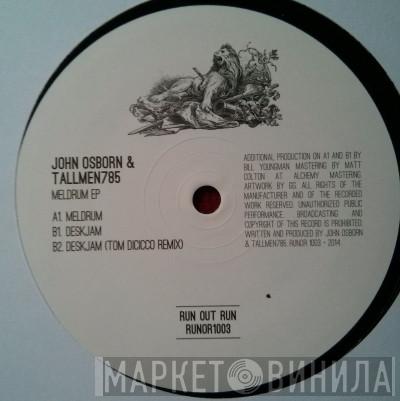 JOHN OSBORN &
TALLMEN785
MELDRUM EP
A1. MELDRUM
B1. DESKJAM
B2. DESKJAM (TOM DICICCO REMIX)
ADDITIONAL PRODUCTION ON A1 AND B1 BY
BILL YOUNGMAN. MASTERING BY MATT
COLTON AT ALCHEMY MASTERING.
ARTWORK BY GG. ALL RIGHTS OF THE
MANUFACTURER AND OF THE RECORDED
WORK RESERVED. UNAUTHORIZED PUBLIC
PERFORMANCE, BROADCASTING AND
COPYRIGHT OF THIS RECORD IS PROHIBITED.
WRITTEN AND PRODUCED BY JOHN OSBORN
& TALLMEN785. RUNOR 1003 - 2014
RUN OUT RUN
RUNOR1003
МАРКЕТ ВИНИЛА